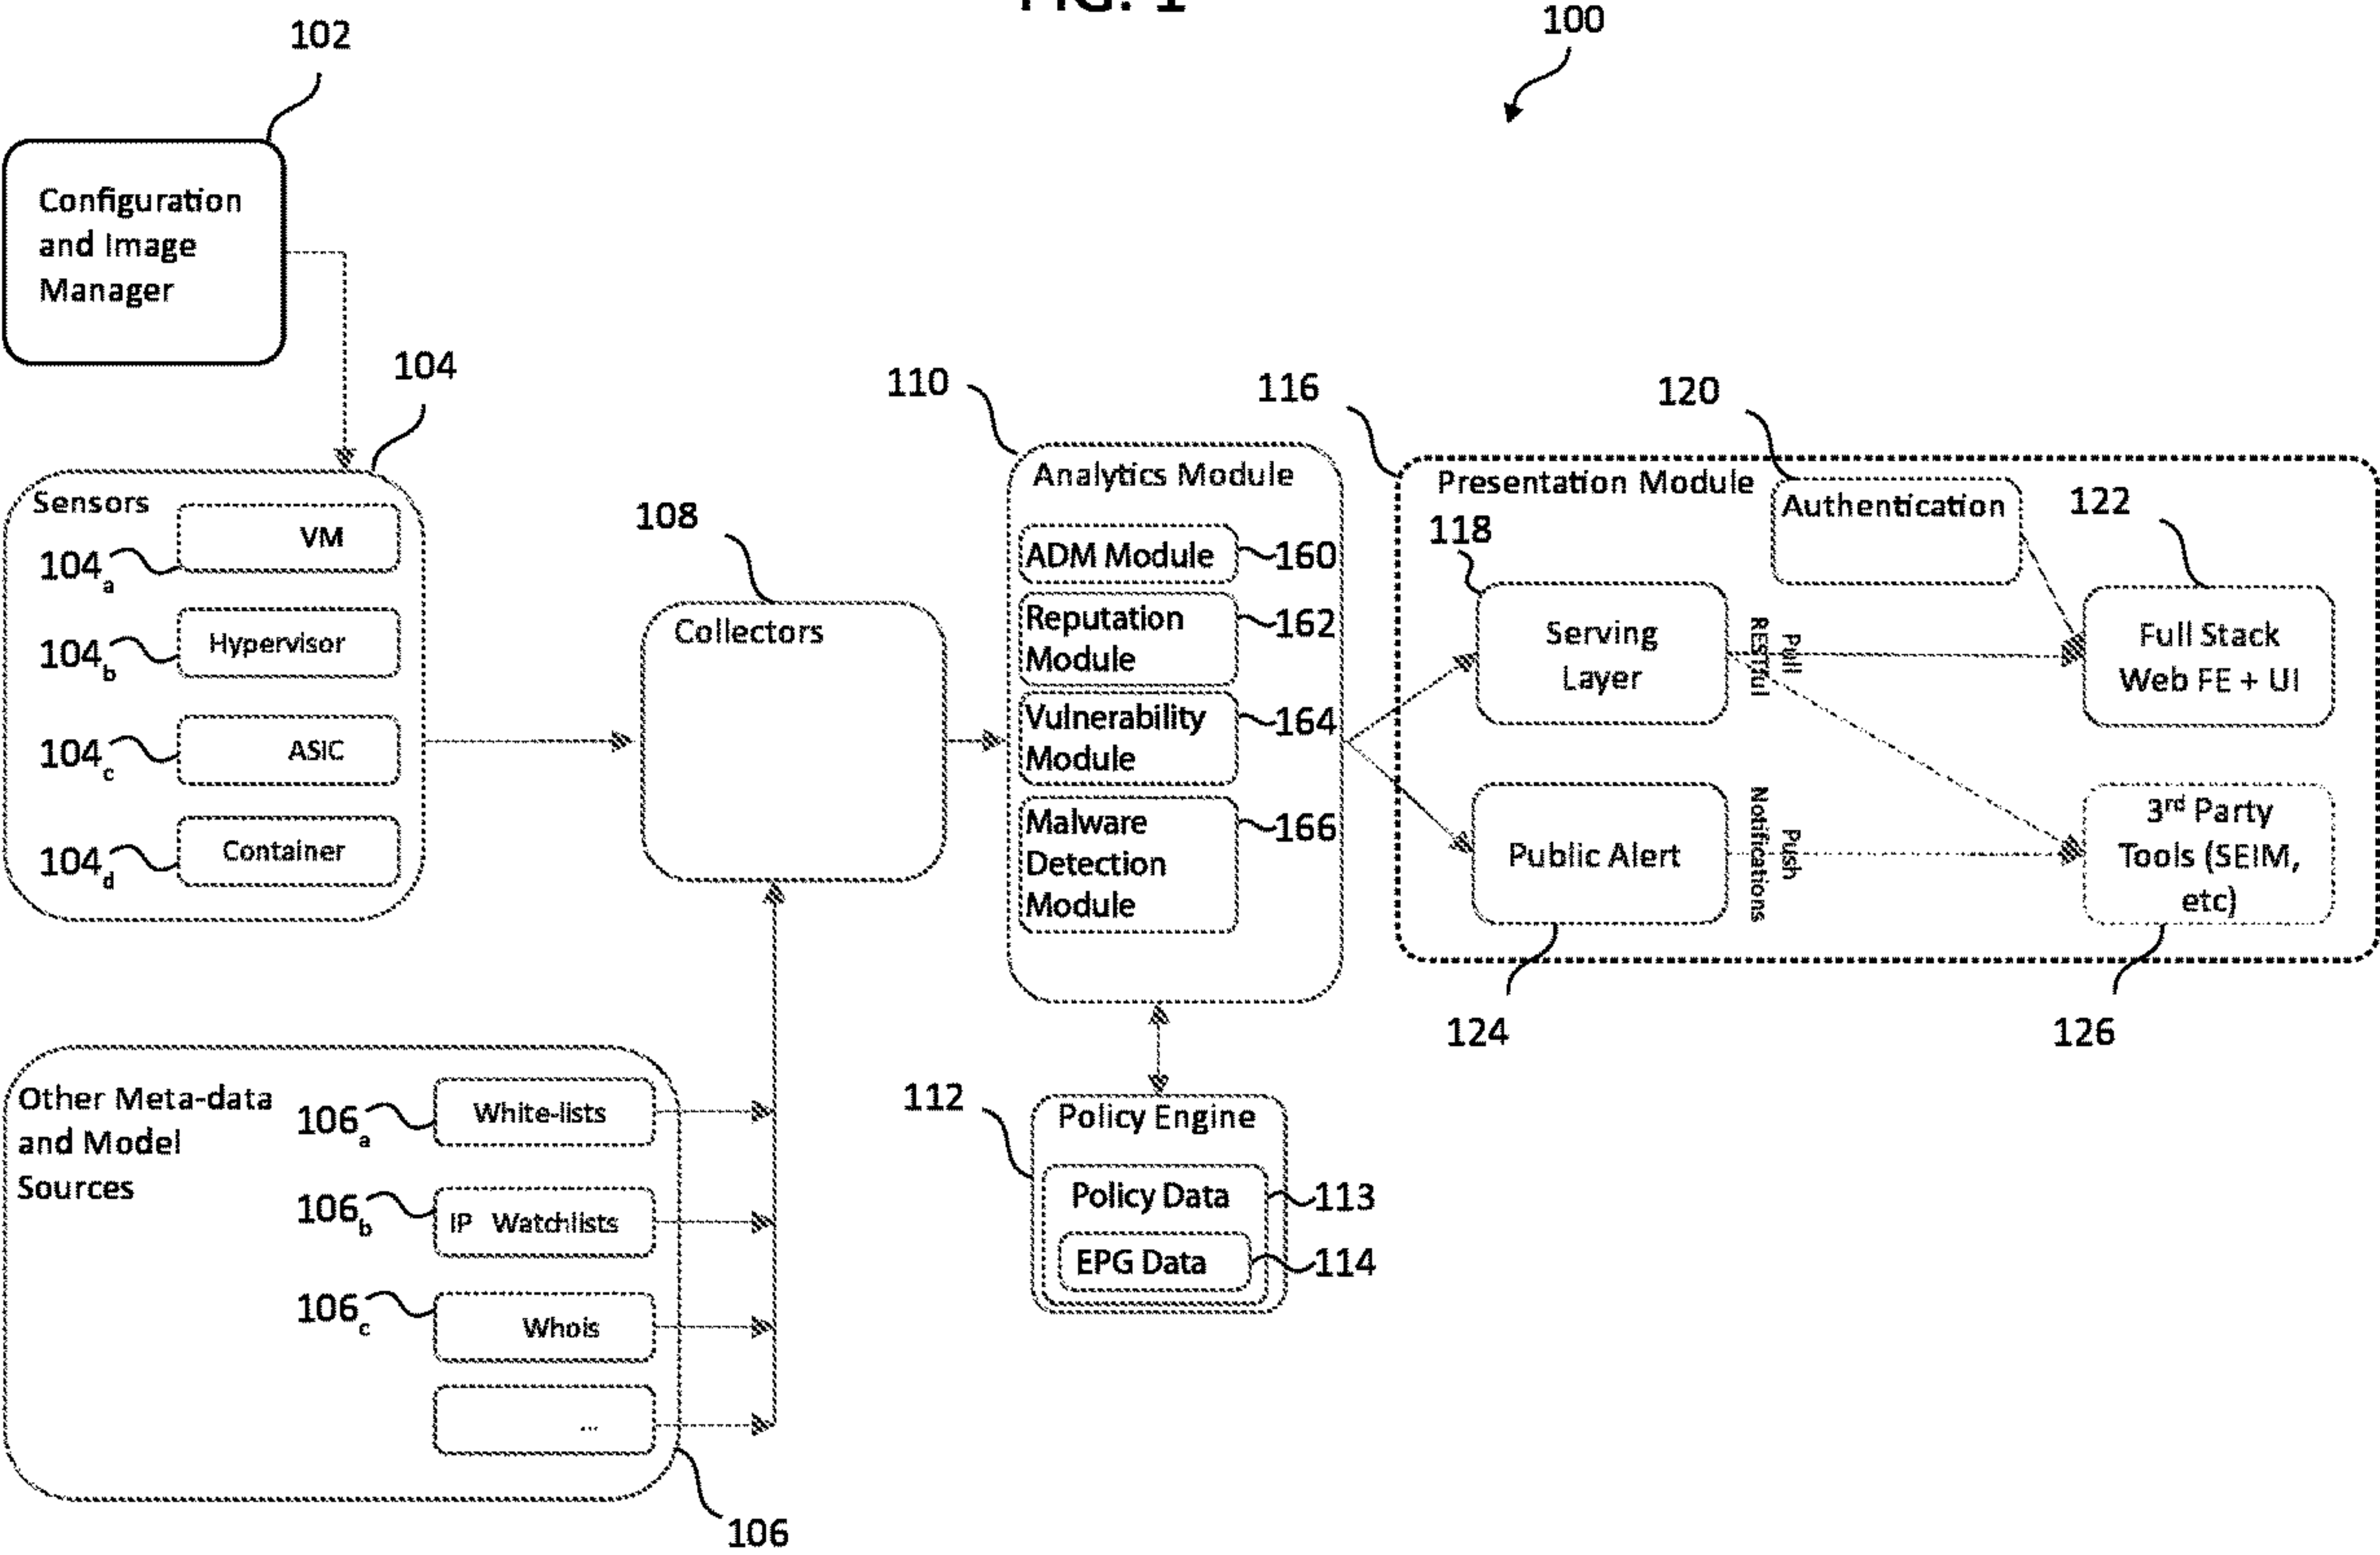 FIG. 1
100
102
Configuration
and Image
Manager
104
Sensors
VM
104a
Hypervisor
104b
ASIC
104c
Container
104d
108
Collectors
110
Analytics Module
ADM Module
160
Reputation
Module
162
Vulnerability
Module
164
Malware
Detection
Module
166
116
Presentation Module
120
Authentication
118
Serving
Layer
RESTful
Pull
122
Full Stack
Web FE + UI
Public Alert
124
Notifications
Push
3rd Party
Tools (SEIM,
etc)
126
112
Policy Engine
Policy Data
113
EPG Data
114
Other Meta-data
and Model
Sources
106a
White-lists
106b
IP Watchlists
106c
Whois
...
106